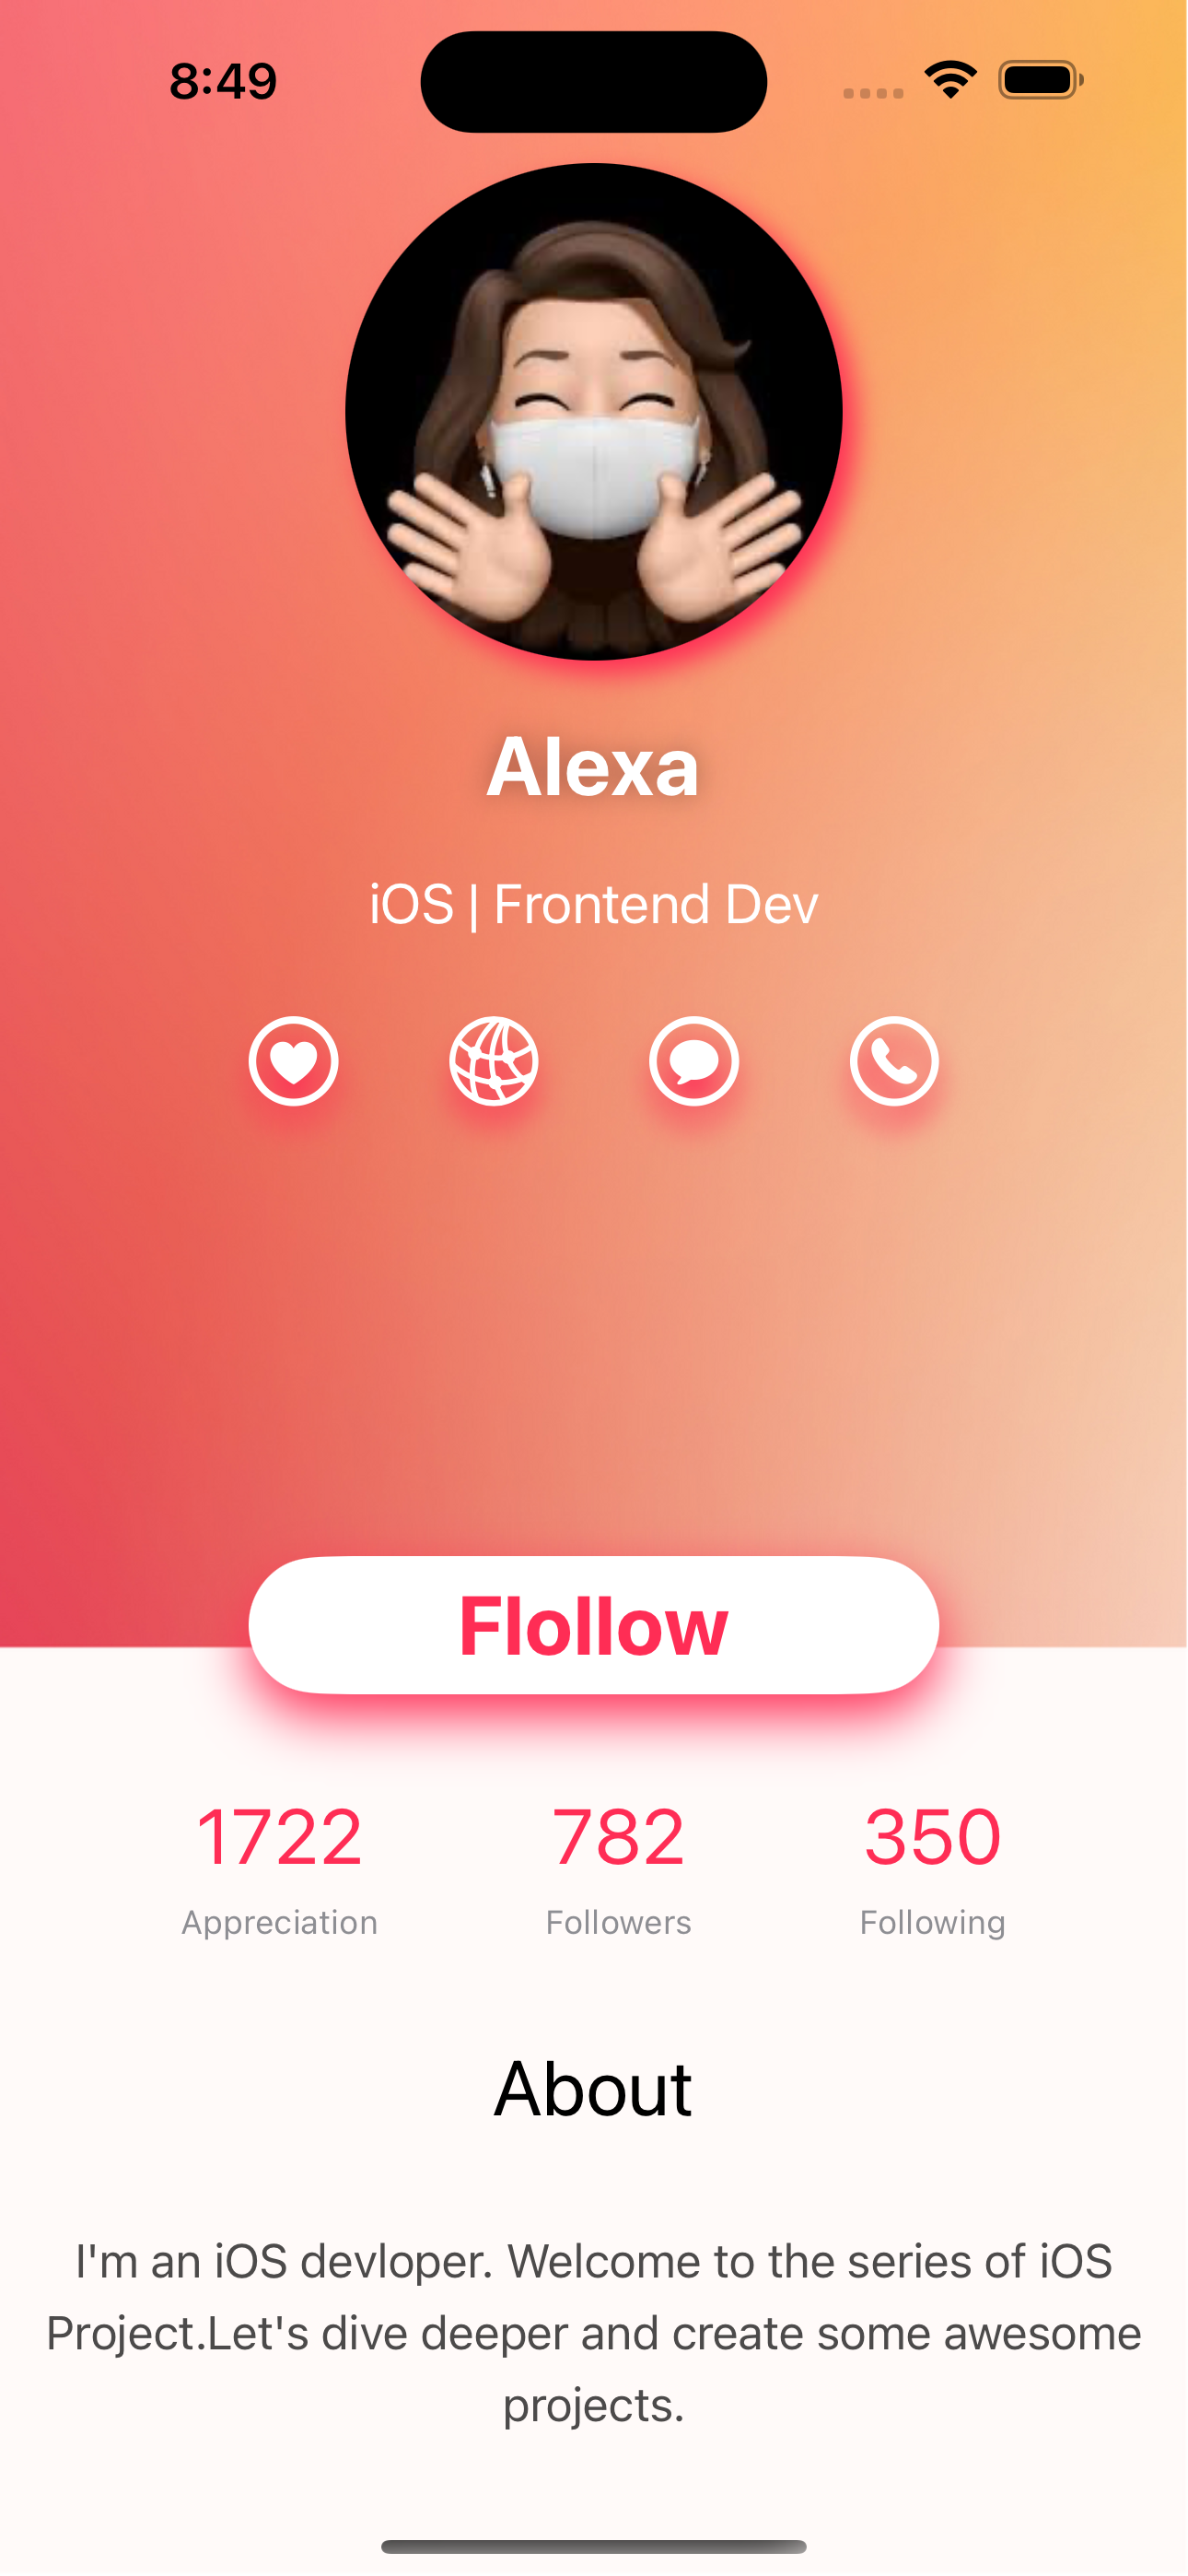 8:49
Alexa
iOS | Frontend Dev
Flollow
1722 782 350
Appreciation Followers Following
About
I'm an iOS devloper. Welcome to the series of iOS
Project.Let's dive deeper and create some awesome
projects.